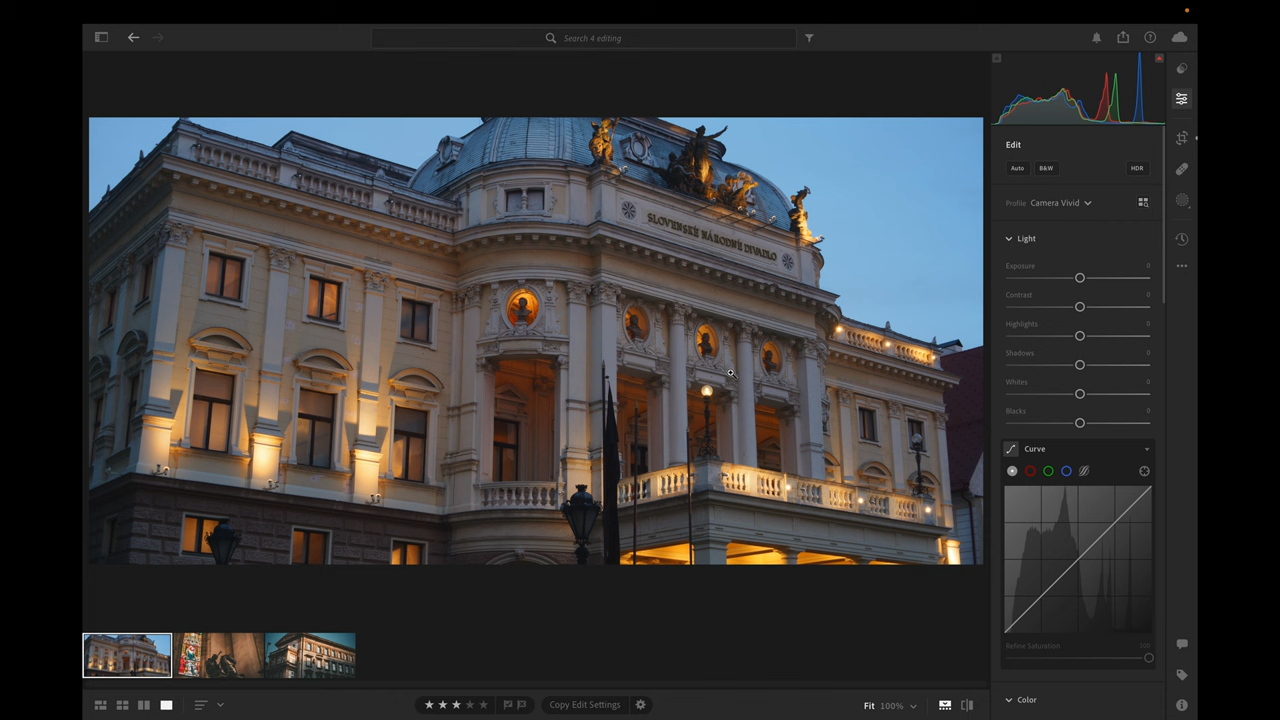 Search 4 editing
Edit
Auto
B&W
HDR
Profile Camera Vivid
SLOVENSKÉ NÁRODNÉ DIVADLO
Light
Exposure 0
Contrast 0
Highlights 0
Shadows 0
Whites 0
Blacks 0
Curve
Refine Saturation 100
Color
Copy Edit Settings
Fit 100%